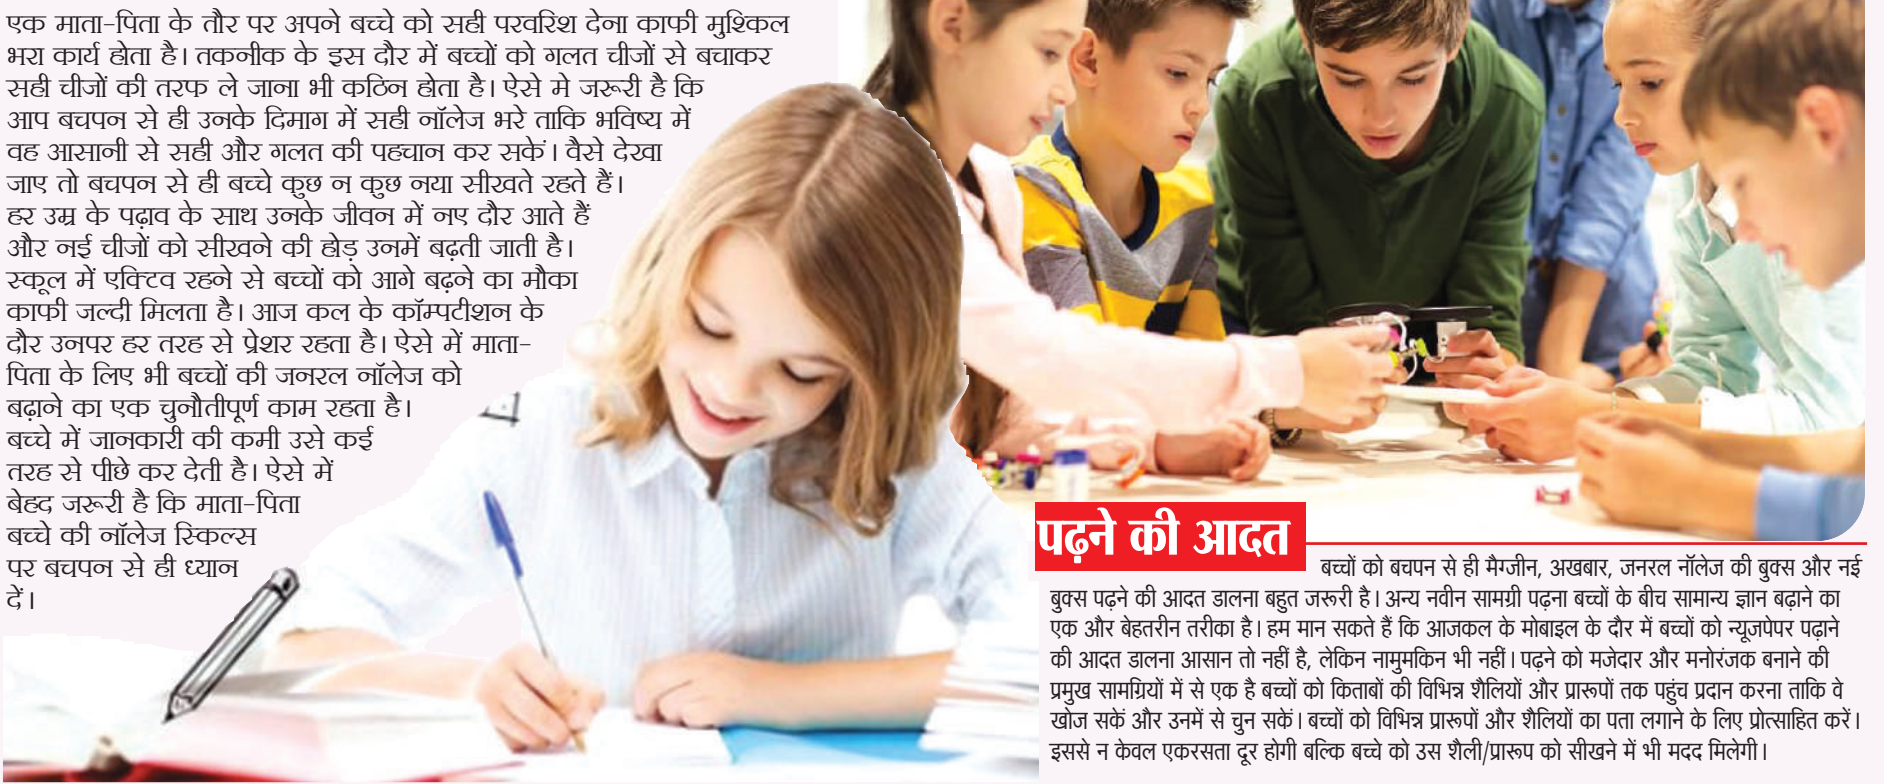 एक माता-पिता के तौर पर अपने बच्चे को सही परवरिश देना काफी मुश्किल
भरा कार्य होता है। तकनीक के इस दौर में बच्चों को गलत चीजों से बचाकर
सही चीजों की तरफ ले जाना भी कठिन होता है। ऐसे मे जरूरी है कि
आप बचपन से ही उनके दिमाग में सही नॉलेज भरे ताकि भविष्य में
वह आसानी से सही और गलत की पहचान कर सकें। वैसे देखा
जाए तो बचपन से ही बच्चे कुछ न कुछ नया सीखते रहते हैं।
हर उम्र के पढ़ाव के साथ उनके जीवन में नए दौर आते हैं
और नई चीजों को सीखने की होड़ उनमें बढ़ती जाती है।
स्कूल में एक्टिव रहने से बच्चों को आगे बढ़ने का मौका
काफी जल्दी मिलता है। आज कल के कॉम्पटीशन के
दौर उनपर हर तरह से प्रेशर रहता है। ऐसे में माता-
पिता के लिए भी बच्चों की जनरल नॉलेज को
बढ़ाने का एक चुनौतीपूर्ण काम रहता है।
बच्चे में जानकारी की कमी उसे कई
तरह से पीछे कर देती है। ऐसे में
बेहद जरूरी है कि माता-पिता
बच्चे की नॉलेज स्किल्स
पर बचपन से ही ध्यान
दें।
पढ़ने की आदत
बच्चों को बचपन से ही मैग्जीन, अखबार, जनरल नॉलेज की बुक्स और नई
बुक्स पढ़ने की आदत डालना बहुत जरूरी है। अन्य नवीन सामग्री पढ़ना बच्चों के बीच सामान्य ज्ञान बढ़ाने का
एक और बेहतरीन तरीका है। हम मान सकते हैं कि आजकल के मोबाइल के दौर में बच्चों को न्यूजपेपर पढ़ाने
की आदत डालना आसान तो नहीं है, लेकिन नामुमकिन भी नहीं। पढ़ने को मजेदार और मनोरंजक बनाने की
प्रमुख सामग्रियों में से एक है बच्चों को किताबों की विभिन्न शैलियों और प्रारूपों तक पहुंच प्रदान करना ताकि वे
खोज सकें और उनमें से चुन सकें। बच्चों को विभिन्न प्रारूपों और शैलियों का पता लगाने के लिए प्रोत्साहित करें।
इससे न केवल एकरसता दूर होगी बल्कि बच्चे को उस शैली/प्रारूप को सीखने में भी मदद मिलेगी।